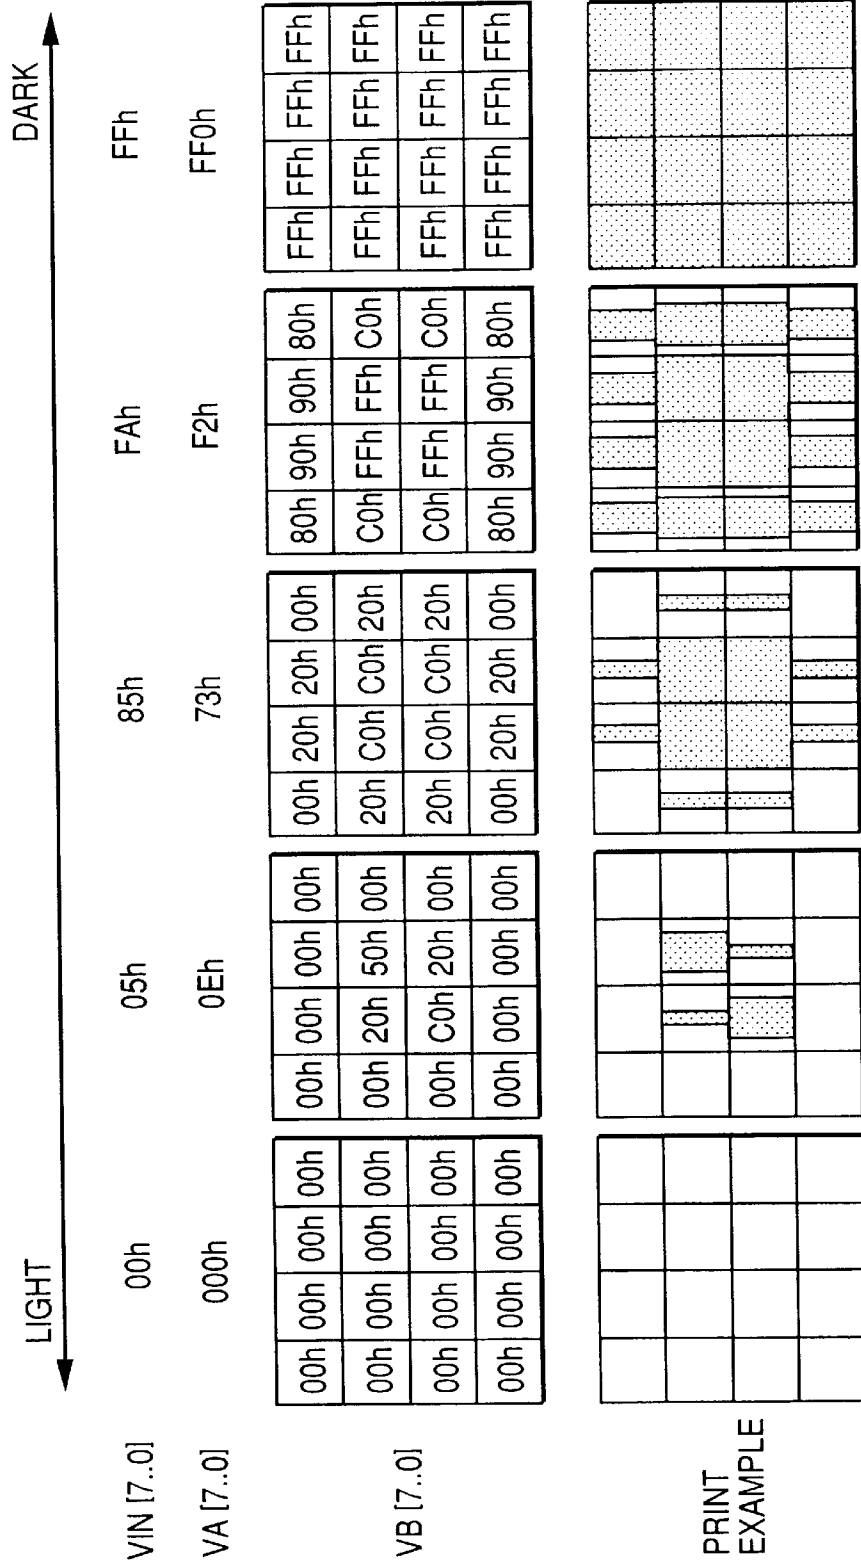 LIGHT DARK
VIN [7..0] 00h 05h 85h FAh FFh
VA [7..0] 000h 0Eh 73h F2h FF0h
VB [7..0]
00h 00h 00h 00h 00h 00h 00h 00h 00h 20h 20h 00h 80h 90h 90h 80h FFh FFh FFh FFh
00h 00h 00h 00h 00h 20h 50h 00h 20h C0h C0h 20h C0h FFh FFh C0h FFh FFh FFh FFh
00h 00h 00h 00h 00h C0h 20h 00h 20h C0h C0h 20h C0h FFh FFh C0h FFh FFh FFh FFh
00h 00h 00h 00h 00h 00h 00h 00h 00h 20h 20h 00h 80h 90h 90h 80h FFh FFh FFh FFh
PRINT
EXAMPLE